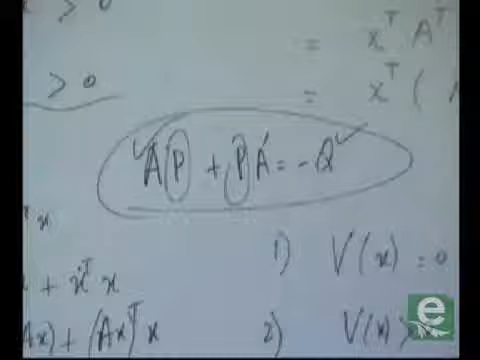 > 0
= x^T A^T
> 0
= x^T (
A P + P A' = - Q
x
+ x^T x
Ax) + (Ax)^T x
1) V(x) = 0
2) V(x) >
e